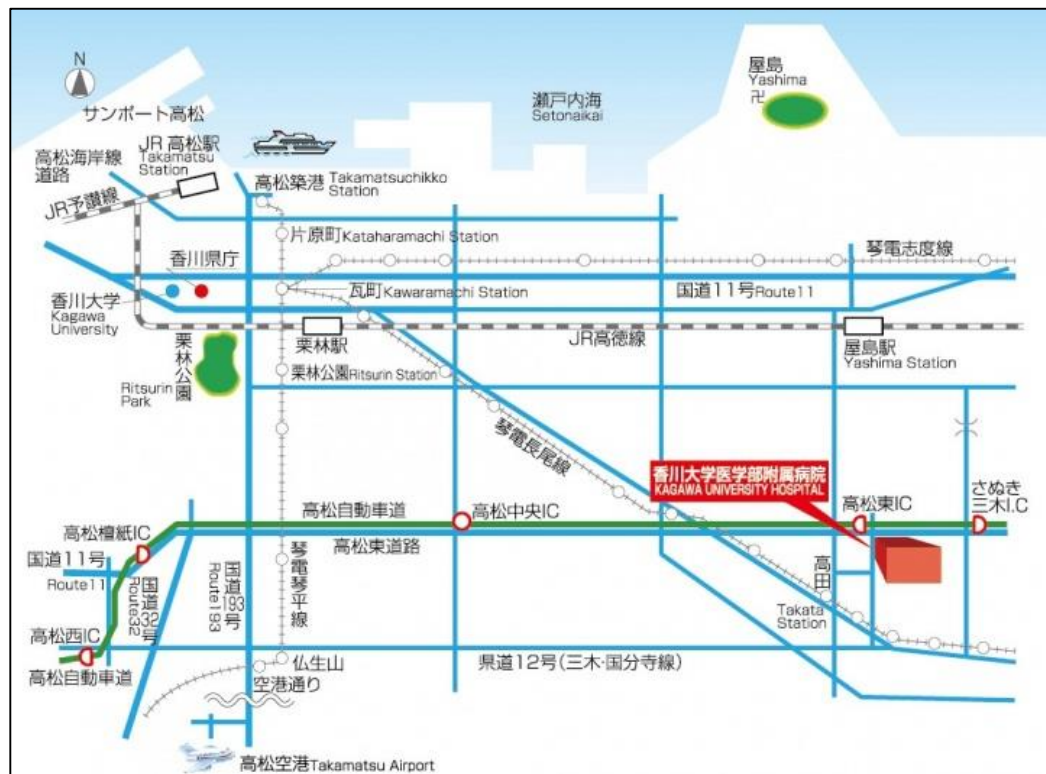 N
サンポート高松
瀬戸内海
Setonaikai
屋島
Yashima
卍
高松海岸線
道路
JR 高松駅
Takamatsu
Station
JR予讃線
高松築港 Takamatsuchikko
Station
片原町Kataharamachi Station
香川県庁
琴電志度線
香川大学
Kagawa
University
瓦町Kawaramachi Station
国道11号Route11
栗林公園
Ritsurin
Park
栗林駅
JR高徳線
屋島駅
Yashima Station
栗林公園Ritsurin Station
琴電長尾線
香川大学医学部附属病院
KAGAWA UNIVERSITY HOSPITAL
高松東IC
さぬき
三木I.C
高松自動車道
高松中央IC
高松檀紙IC
高松東道路
国道11号
Route11
国道32号
Route32
国道193号
Route193
琴電琴平線
高田
Takata
Station
高松西IC
高松自動車道
仏生山
県道12号(三木·国分寺線)
空港通り
高松空港Takamatsu Airport